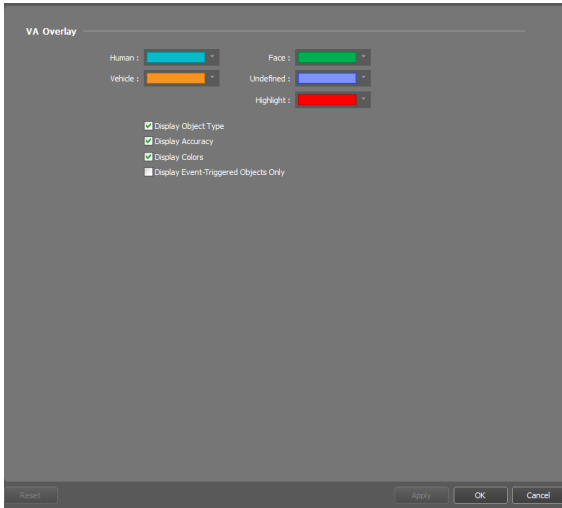 VA Overlay
Human : Face :
Vehicle : Undefined :
Highlight :
Display Object Type
Display Accuracy
Display Colors
Display Event-Triggered Objects Only
Reset Apply OK Cancel